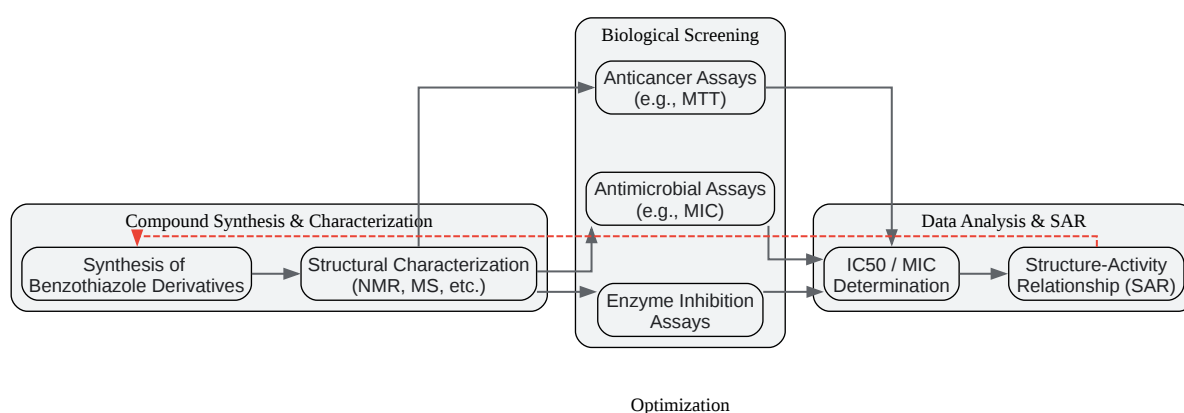 Biological Screening
Anticancer Assays
(e.g., MTT)
Antimicrobial Assays
(e.g., MIC)
Enzyme Inhibition
Assays
Compound Synthesis & Characterization
Synthesis of
Benzothiazole Derivatives
Structural Characterization
(NMR, MS, etc.)
Data Analysis & SAR
IC50 / MIC
Determination
Structure-Activity
Relationship (SAR)
Optimization